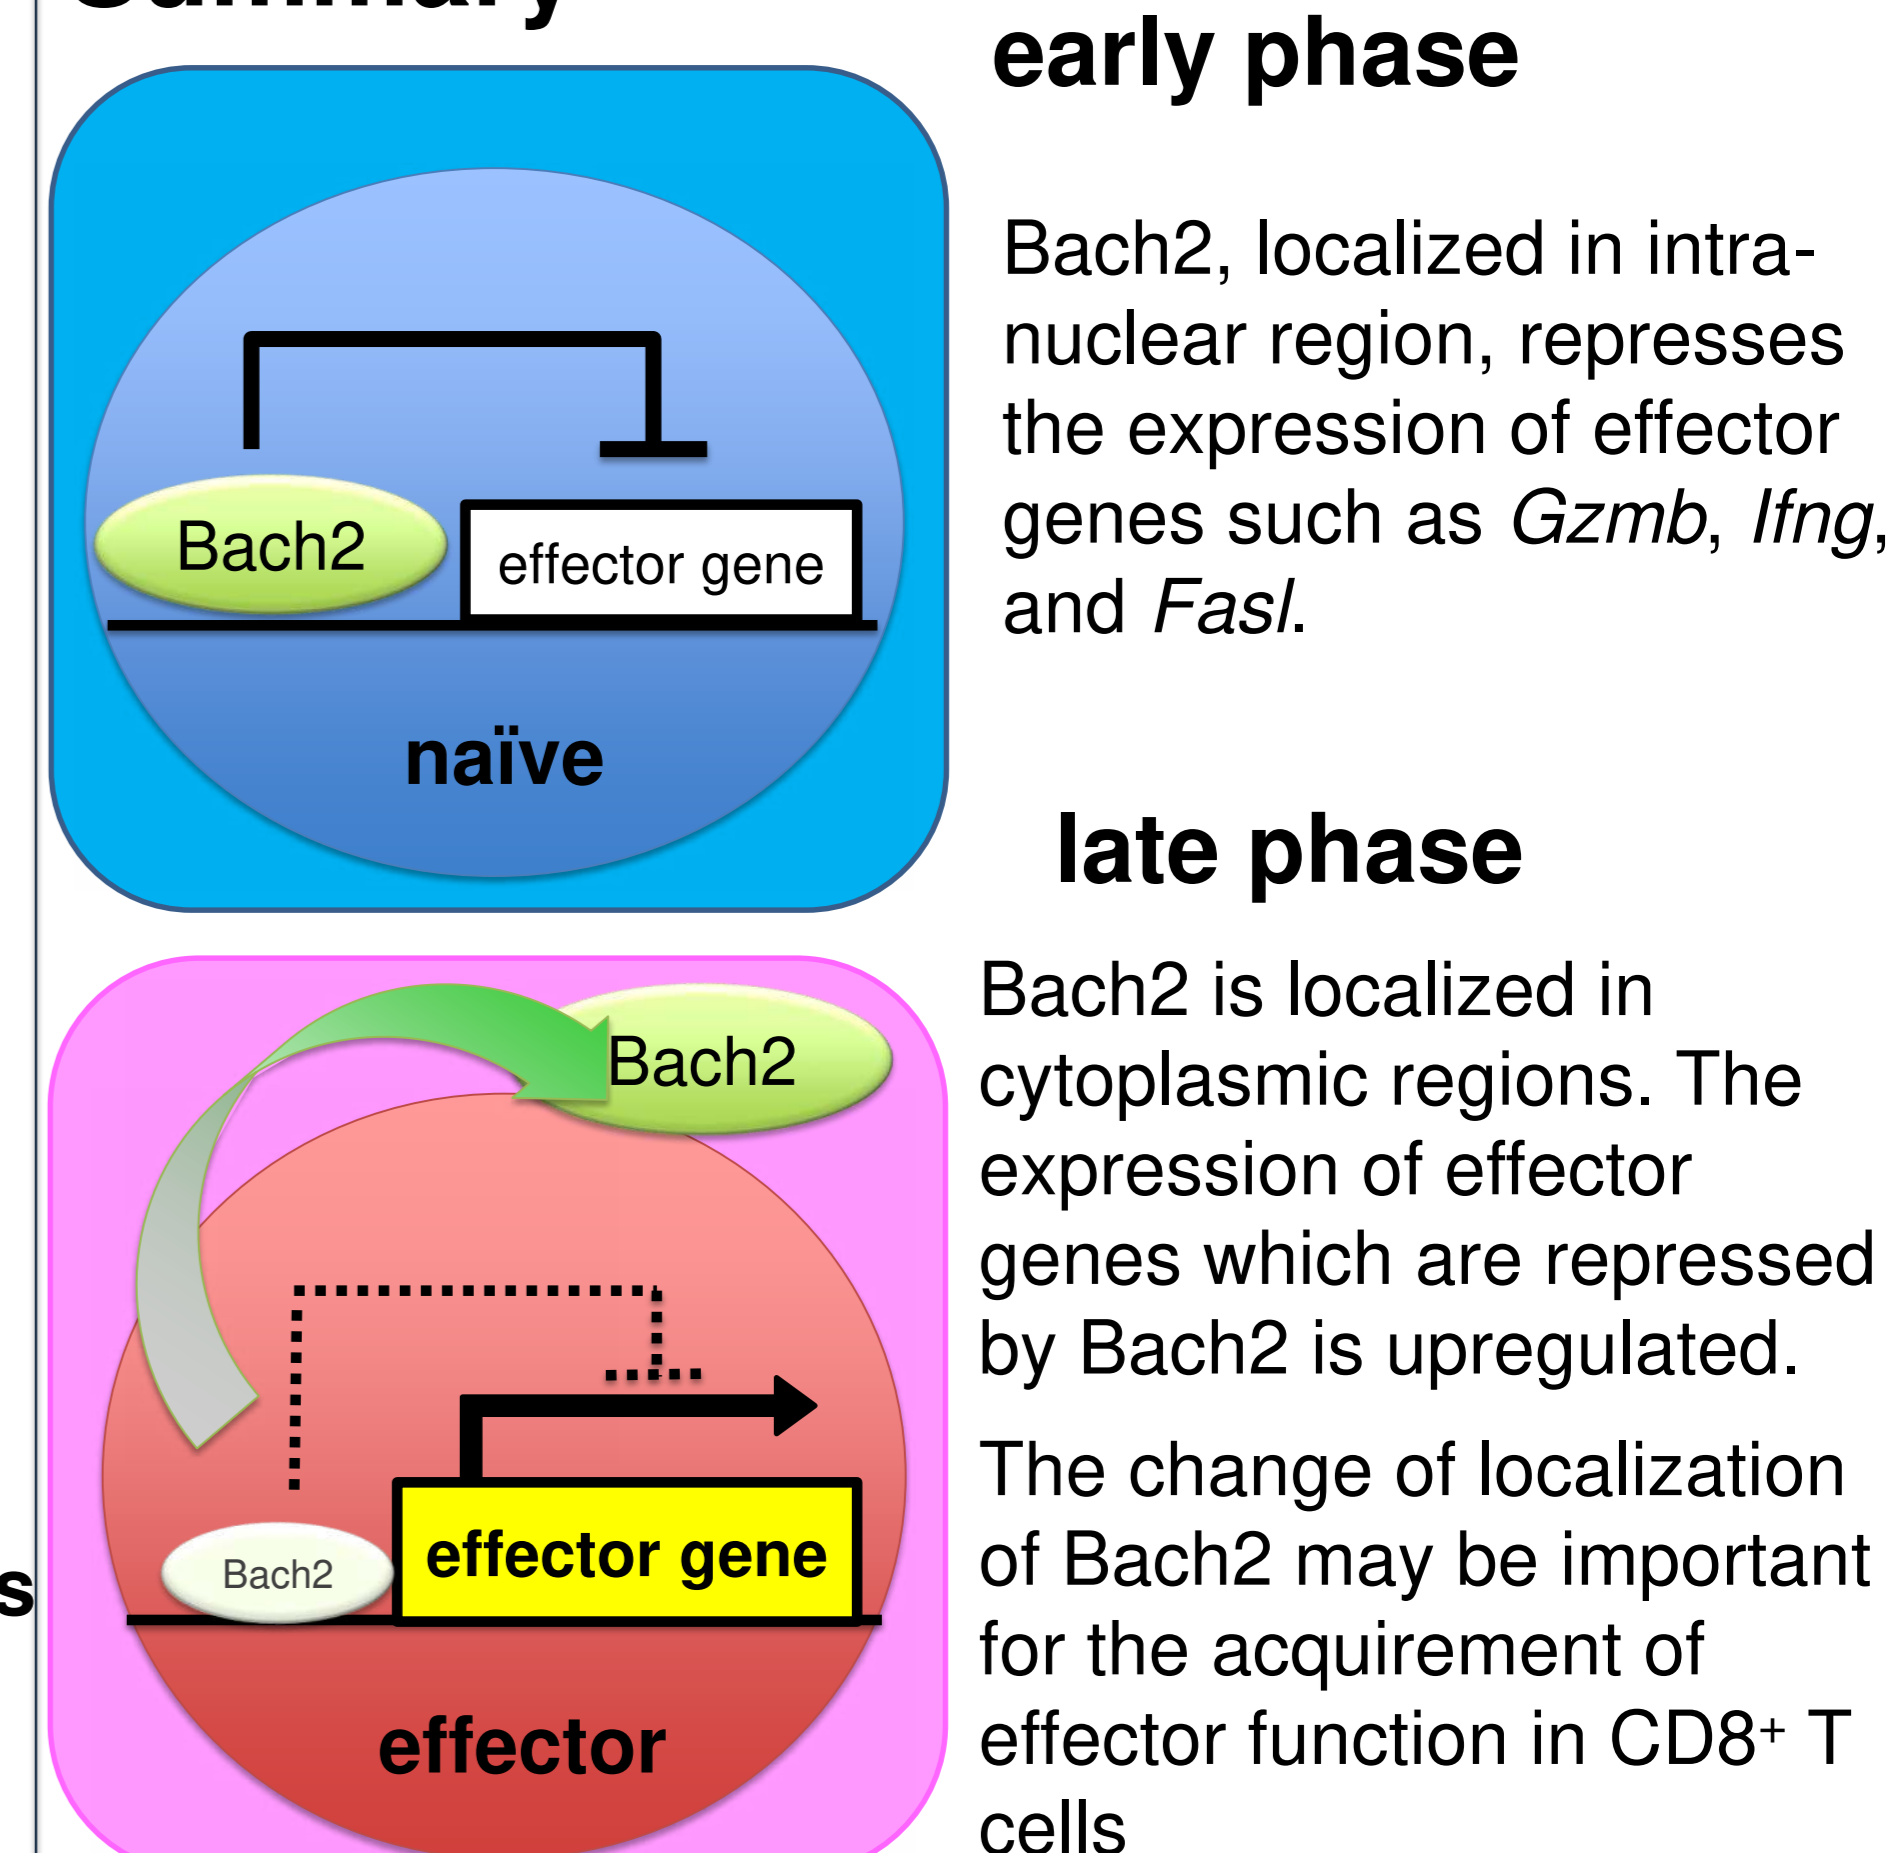 Summary
early phase
Bach2, localized in intra-
nuclear region, represses
the expression of effector
genes such as Gzmb, Ifng,
and Fasl.
Bach2
effector gene
naïve
late phase
Bach2 is localized in
cytoplasmic regions. The
expression of effector
genes which are repressed
by Bach2 is upregulated.
The change of localization
of Bach2 may be important
for the acquirement of
effector function in CD8⁺ T
cells
Bach2
Bach2
effector gene
effector
s